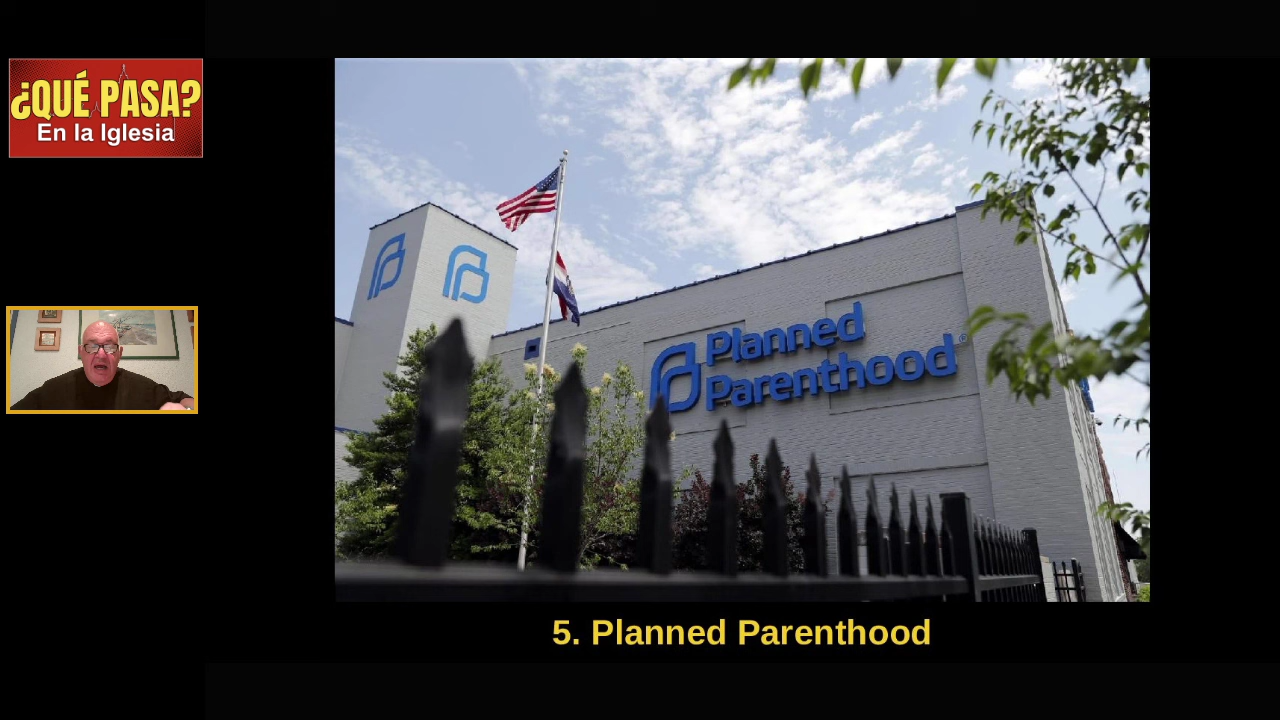 ¿QUÉ PASA?
En la Iglesia
Planned
Parenthood®
5. Planned Parenthood